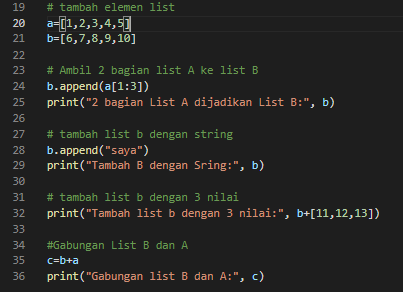 19 # tambah elemen list
20 a=[1,2,3,4,5]
21 b=[6,7,8,9,10]
22
23 # Ambil 2 bagian list A ke list B
24 b.append(a[1:3])
25 print("2 bagian List A dijadikan List B:", b)
26
27 # tambah list b dengan string
28 b.append("saya")
29 print("Tambah B dengan Sring:", b)
30
31 # tambah list b dengan 3 nilai
32 print("Tambah list b dengan 3 nilai:", b+[11,12,13])
33
34 #Gabungan List B dan A
35 c=b+a
36 print("Gabungan list B dan A:", c)